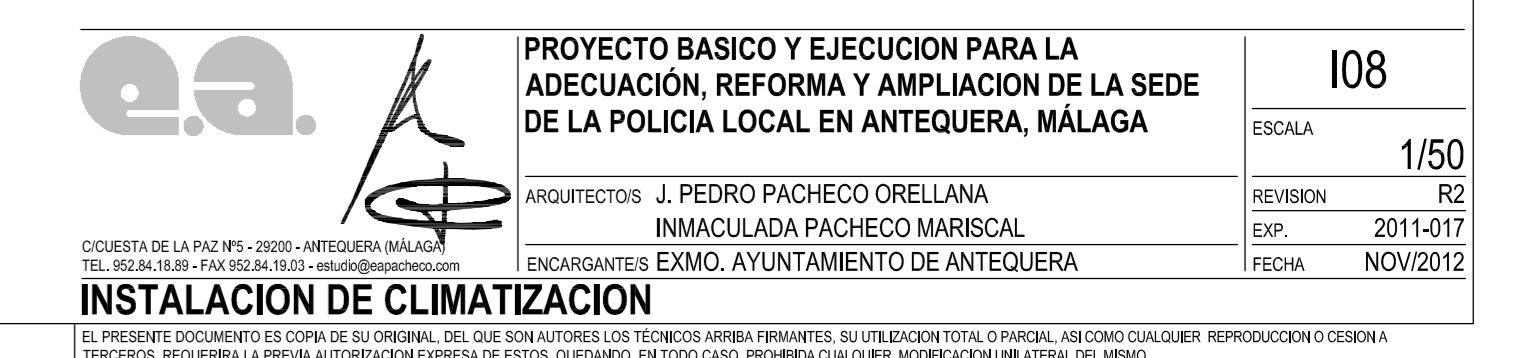 e.a.
PROYECTO BASICO Y EJECUCION PARA LA
ADECUACIÓN, REFORMA Y AMPLIACION DE LA SEDE
DE LA POLICIA LOCAL EN ANTEQUERA, MÁLAGA
I08
ESCALA
1/50
ARQUITECTO/S J. PEDRO PACHECO ORELLANA
INMACULADA PACHECO MARISCAL
REVISION R2
EXP. 2011-017
C/CUESTA DE LA PAZ Nº5 - 29200 - ANTEQUERA (MÁLAGA)
TEL. 952.84.18.89 - FAX 952.84.19.03 - estudio@eapacheco.com
ENCARGANTE/S EXMO. AYUNTAMIENTO DE ANTEQUERA
FECHA NOV/2012
INSTALACION DE CLIMATIZACION
EL PRESENTE DOCUMENTO ES COPIA DE SU ORIGINAL, DEL QUE SON AUTORES LOS TÉCNICOS ARRIBA FIRMANTES, SU UTILIZACION TOTAL O PARCIAL, ASI COMO CUALQUIER REPRODUCCION O CESION A
TERCEROS, REQUERIRA LA PREVIA AUTORIZACION EXPRESA DE ESTOS, QUEDANDO, EN TODO CASO, PROHIBIDA CUALQUIER MODIFICACION UNILATERAL DEL MISMO